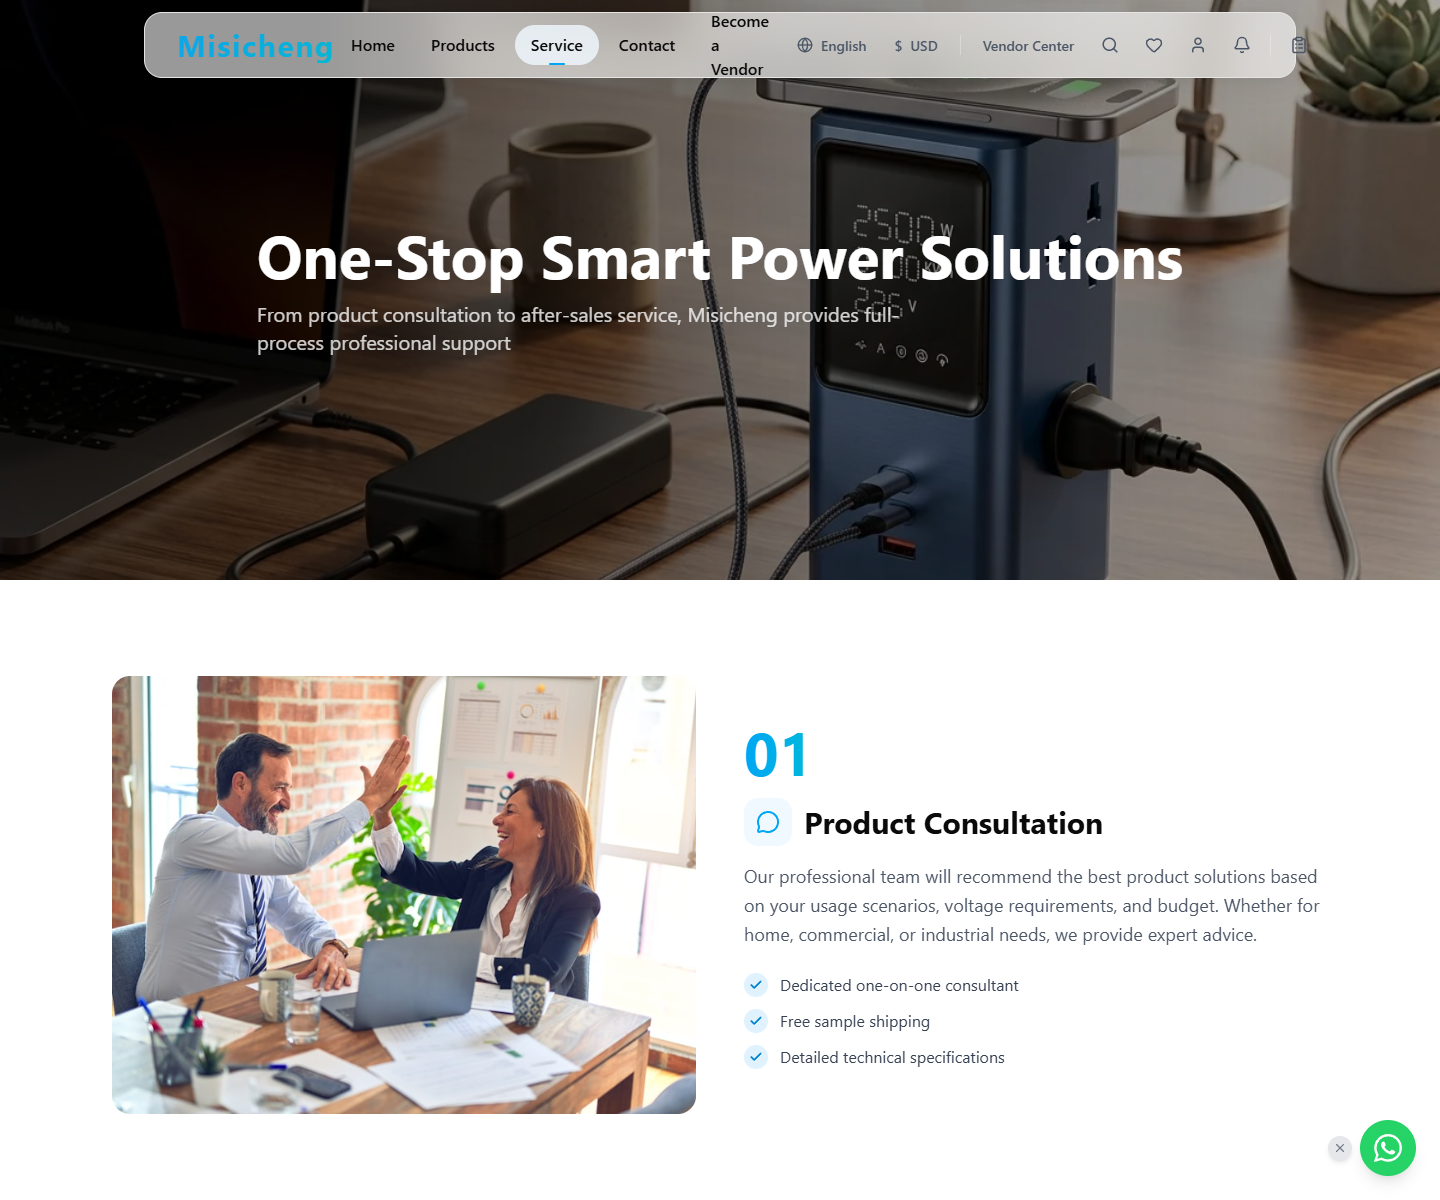 Misicheng
Home
Products
Service
Contact
Become
a
Vendor
English
$ USD
Vendor Center
2500W
V
A
One-Stop Smart Power Solutions
From product consultation to after-sales service, Misicheng provides full-
process professional support
MacBook Pro
01
Product Consultation
Our professional team will recommend the best product solutions based
on your usage scenarios, voltage requirements, and budget. Whether for
home, commercial, or industrial needs, we provide expert advice.
Dedicated one-on-one consultant
Free sample shipping
Detailed technical specifications